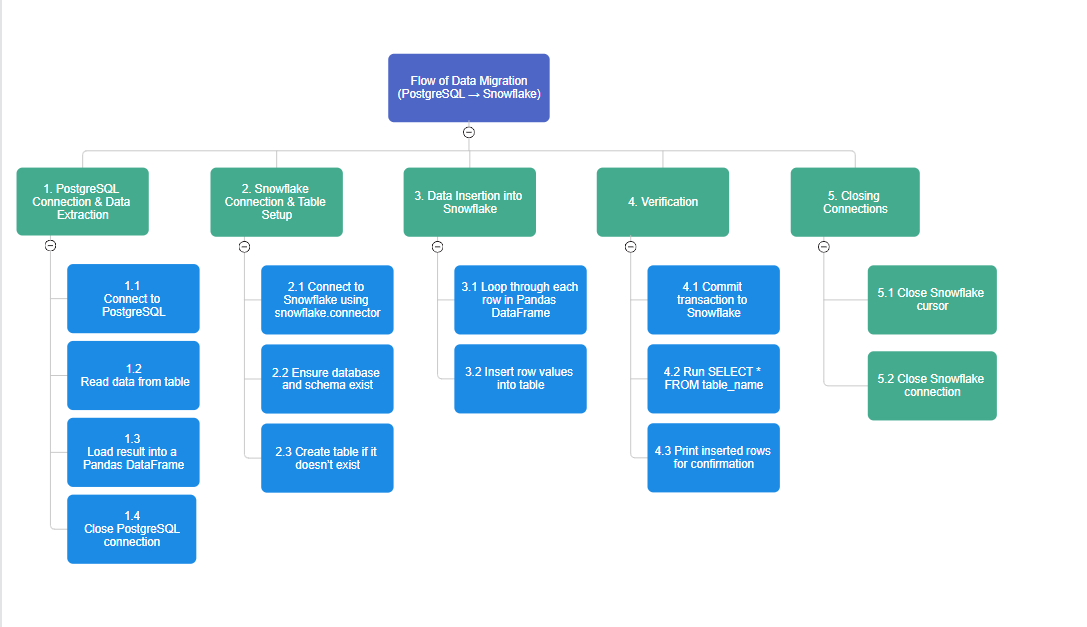 Flow of Data Migration
(PostgreSQL → Snowflake)
1. PostgreSQL
Connection & Data
Extraction
1.1
Connect to
PostgreSQL
1.2
Read data from table
1.3
Load result into a
Pandas DataFrame
1.4
Close PostgreSQL
connection
2. Snowflake
Connection & Table
Setup
2.1 Connect to
Snowflake using
snowflake.connector
2.2 Ensure database
and schema exist
2.3 Create table if it
doesn't exist
3. Data Insertion into
Snowflake
3.1 Loop through each
row in Pandas
DataFrame
3.2 Insert row values
into table
4. Verification
4.1 Commit
transaction to
Snowflake
4.2 Run SELECT *
FROM table_name
4.3 Print inserted rows
for confirmation
5. Closing
Connections
5.1 Close Snowflake
cursor
5.2 Close Snowflake
connection